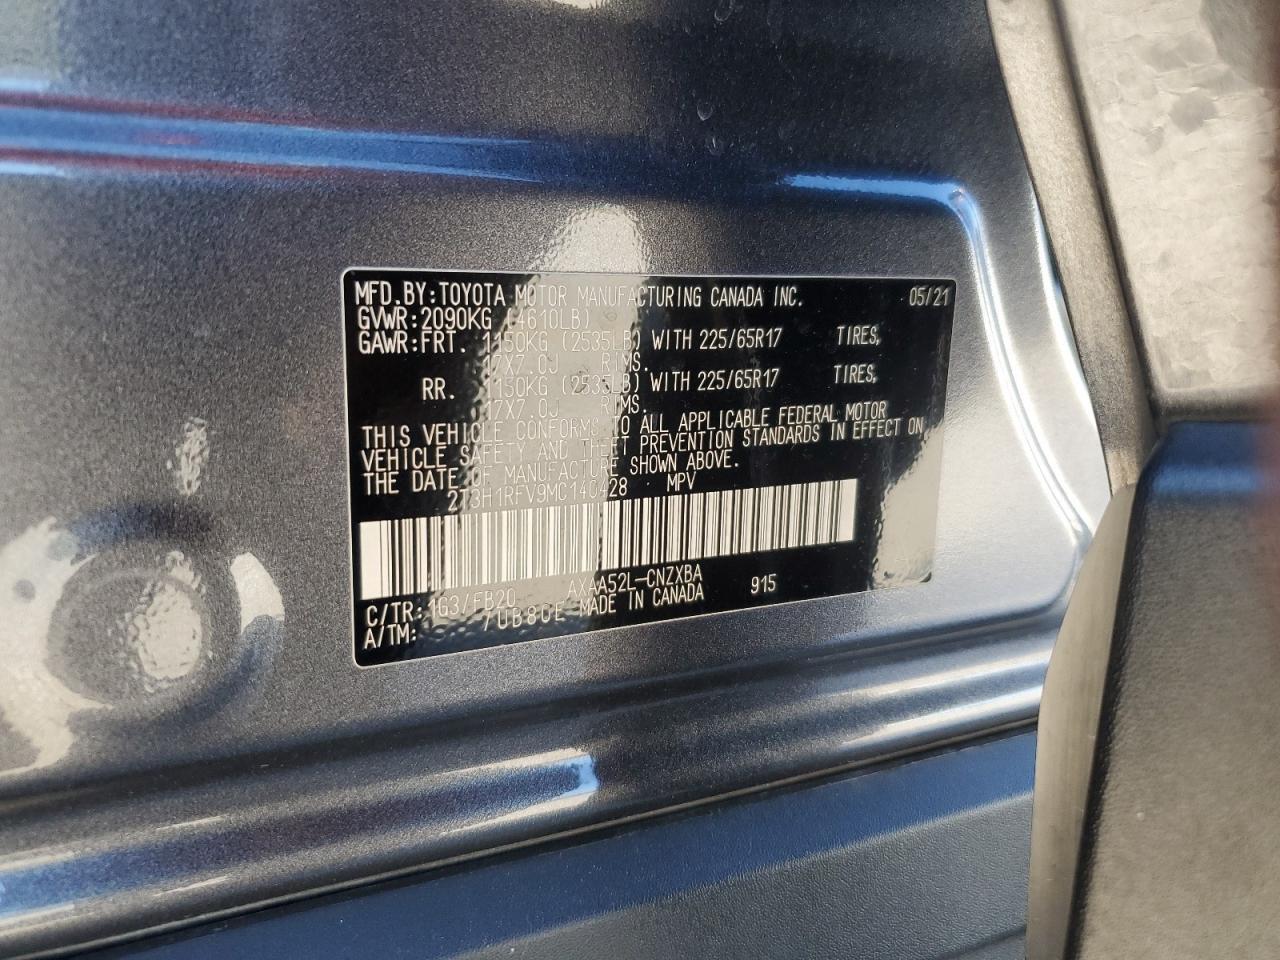 MFD.BY:TOYOTA MOTOR MANUFACTURING CANADA INC. 05/21
GVWR:2090KG (4610LB)
GAWR:FRT. 1150KG (2535LB) WITH 225/65R17 TIRES,
17X7.0J RIMS.
RR. 1150KG (2535LB) WITH 225/65R17 TIRES,
17X7.0J RIMS.
THIS VEHICLE CONFORMS TO ALL APPLICABLE FEDERAL MOTOR
VEHICLE SAFETY AND THEFT PREVENTION STANDARDS IN EFFECT ON
THE DATE OF MANUFACTURE SHOWN ABOVE.
2T3H1RFV9MC140428 MPV
C/TR:1G3/FB20 AXAA52L-CNZXBA 915
A/TM: /UB80E MADE IN CANADA